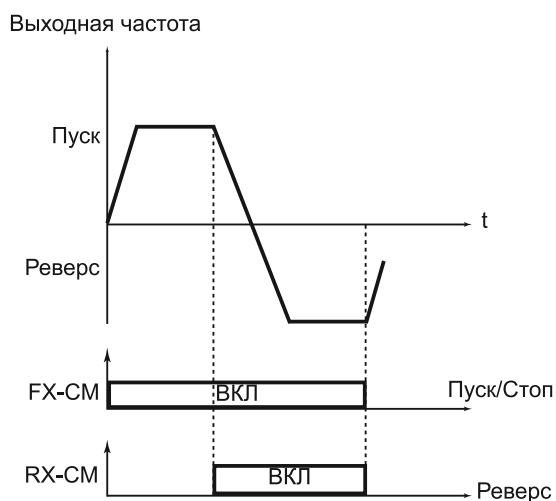 Выходная частота
Пуск
t
Реверс
FX-CM
ВКЛ
Пуск/Стоп
RX-CM
ВКЛ
Реверс